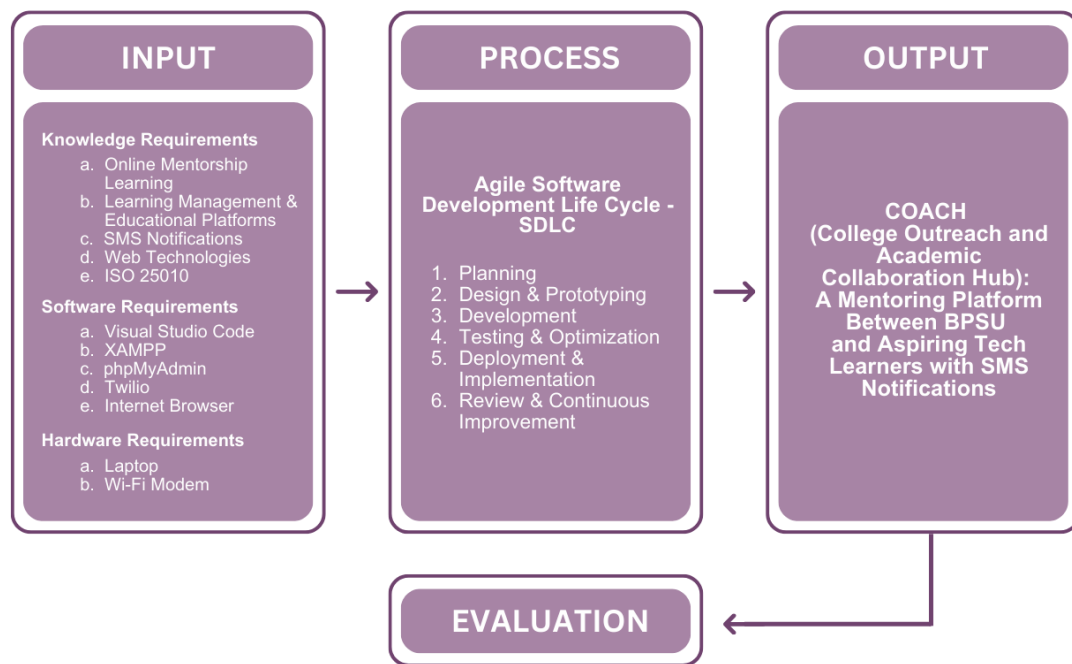 INPUT
Knowledge Requirements
a. Online Mentorship
Learning
b. Learning Management &
Educational Platforms
c. SMS Notifications
d. Web Technologies
e. ISO 25010
Software Requirements
a. Visual Studio Code
b. XAMPP
c. phpMyAdmin
d. Twilio
e. Internet Browser
Hardware Requirements
a. Laptop
b. Wi-Fi Modem
PROCESS
Agile Software
Development Life Cycle -
SDLC
1. Planning
2. Design & Prototyping
3. Development
4. Testing & Optimization
5. Deployment &
Implementation
6. Review & Continuous
Improvement
OUTPUT
COACH
(College Outreach and
Academic
Collaboration Hub):
A Mentoring Platform
Between BPSU
and Aspiring Tech
Learners with SMS
Notifications
EVALUATION